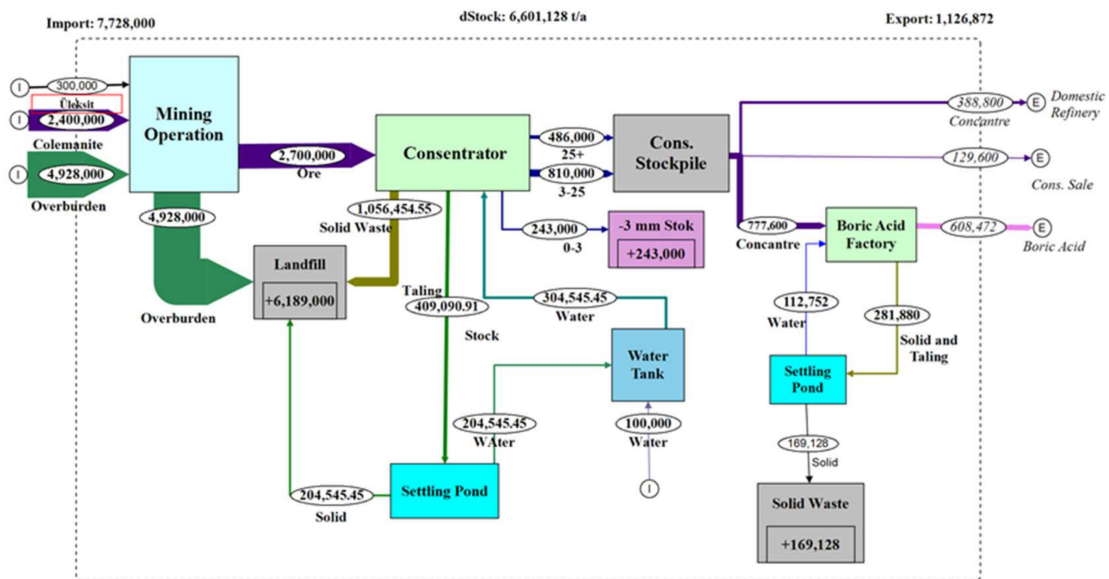 Import: 7,728,000
dStock: 6,601,128 t/a
Export: 1,126,872
I
300,000
Üleksit
I
2,400,000
Colemanite
I
4,928,000
Overburden
Mining
Operation
2,700,000
Ore
4,928,000
Overburden
Landfill
+6,189,000
Consentrator
1,056,454.55
Solid Waste
486,000
25+
810,000
3-25
243,000
0-3
Cons.
Stockpile
-3 mm Stok
+243,000
Taling
409,090.91
Stock
304,545.45
Water
Water
Tank
204,545.45
WAter
100,000
Water
I
Settling Pond
204,545.45
Solid
388,800
Concantre
E
Domestic
Refinery
129,600
E
Cons. Sale
777,600
Concantre
Boric Acid
Factory
608,472
E
Boric Acid
112,752
Water
281,880
Solid and
Taling
Settling
Pond
169,128
Solid
Solid Waste
+169,128